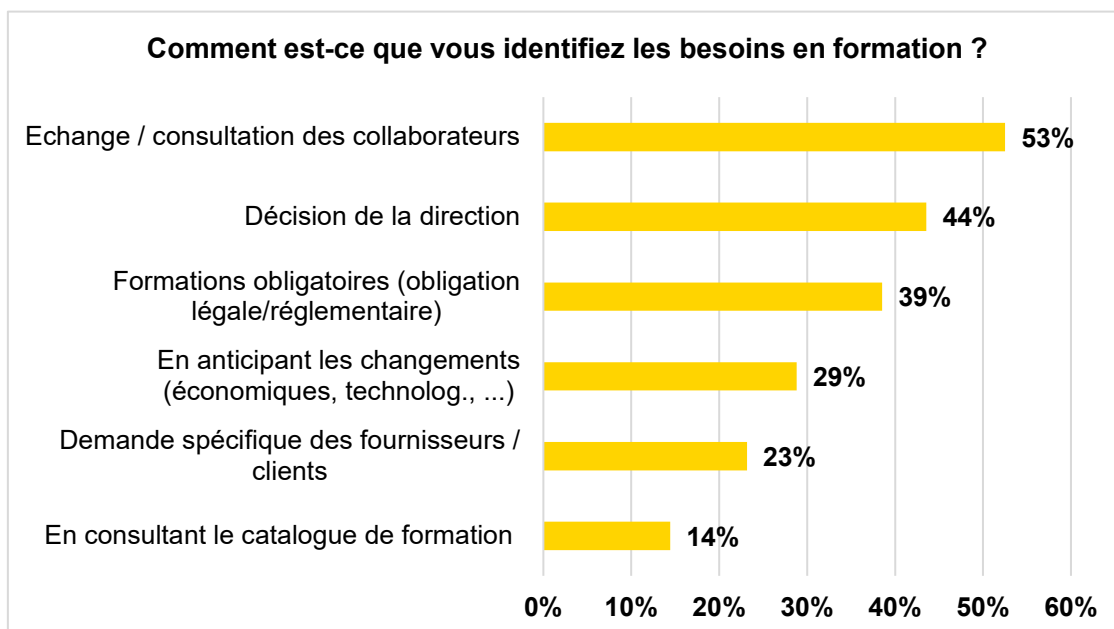 Comment est-ce que vous identifiez les besoins en formation ?
Echange / consultation des collaborateurs
53%
Décision de la direction
44%
Formations obligatoires (obligation
légale/réglementaire)
39%
En anticipant les changements
(économiques, technolog., ...)
29%
Demande spécifique des fournisseurs /
clients
23%
En consultant le catalogue de formation
14%
0% 10% 20% 30% 40% 50% 60%